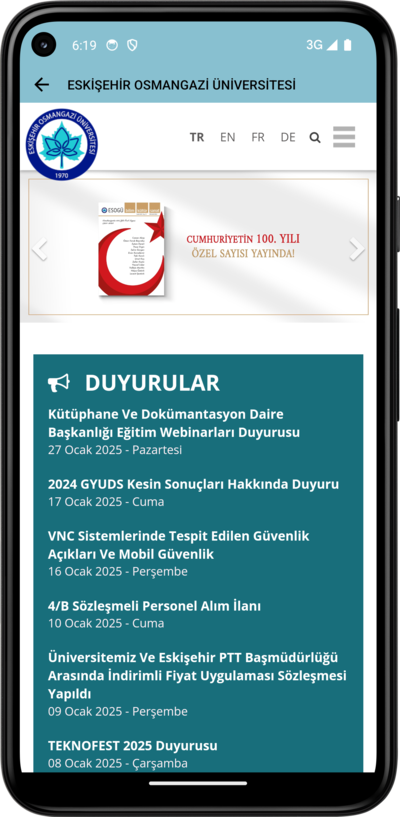 6:19
3G
ESKİŞEHİR OSMANGAZİ ÜNİVERSİTESİ
ESKİŞEHİR OSMANGAZİ ÜNİVERSİTESİ
1970
TR EN FR DE
ESOGÜ
CUMHURİYETİN 100. YILI
ÖZEL SAYISI YAYINDA!
DUYURULAR
Kütüphane Ve Dokümantasyon Daire
Başkanlığı Eğitim Webinarları Duyurusu
27 Ocak 2025 - Pazartesi
2024 GYUDS Kesin Sonuçları Hakkında Duyuru
17 Ocak 2025 - Cuma
VNC Sistemlerinde Tespit Edilen Güvenlik
Açıkları Ve Mobil Güvenlik
16 Ocak 2025 - Perşembe
4/B Sözleşmeli Personel Alım İlanı
10 Ocak 2025 - Cuma
Üniversitemiz Ve Eskişehir PTT Başmüdürlüğü
Arasında İndirimli Fiyat Uygulaması Sözleşmesi
Yapıldı
09 Ocak 2025 - Perşembe
TEKNOFEST 2025 Duyurusu
08 Ocak 2025 - Çarşamba